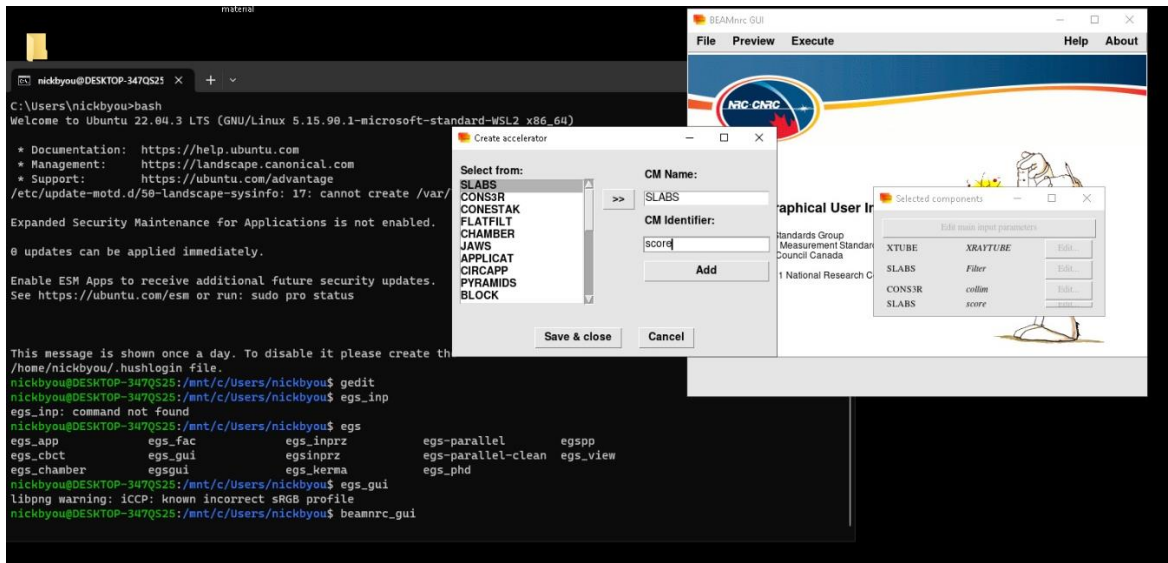 material
nickbyou@DESKTOP-347QS25
C:\Users\nickbyou>bash
Welcome to Ubuntu 22.04.3 LTS (GNU/Linux 5.15.90.1-microsoft-standard-WSL2 x86_64)
* Documentation: https://help.ubuntu.com
* Management: https://landscape.canonical.com
* Support: https://ubuntu.com/advantage
/etc/update-motd.d/50-landscape-sysinfo: 17: cannot create /var/
Expanded Security Maintenance for Applications is not enabled.
0 updates can be applied immediately.
Enable ESM Apps to receive additional future security updates.
See https://ubuntu.com/esm or run: sudo pro status
This message is shown once a day. To disable it please create the
/home/nickbyou/.hushlogin file.
nickbyou@DESKTOP-347QS25:/mnt/c/Users/nickbyou$ gedit
nickbyou@DESKTOP-347QS25:/mnt/c/Users/nickbyou$ egs_inp
egs_inp: command not found
nickbyou@DESKTOP-347QS25:/mnt/c/Users/nickbyou$ egs
egs_app egs_fac egs_inprz egs-parallel egspp
egs_cbct egs_gui egsinprz egs-parallel-clean egs_view
egs_chamber egsgui egs_kerma egs_phd
nickbyou@DESKTOP-347QS25:/mnt/c/Users/nickbyou$ egs_gui
libpng warning: iCCP: known incorrect sRGB profile
nickbyou@DESKTOP-347QS25:/mnt/c/Users/nickbyou$ beamnrc_gui
Create accelerator
Select from:
SLABS
CONS3R
CONESTAK
FLATFILT
CHAMBER
JAWS
APPLICAT
CIRCAPP
PYRAMIDS
BLOCK
>>
CM Name:
SLABS
CM Identifier:
score
Add
Save & close Cancel
BEAMnrc GUI
File Preview Execute Help About
NRC·CNRC
raphical User In
Standards Group
Measurement Standar
Council Canada
1 National Research C
Selected components
Edit main input parameters
XTUBE XRAYTUBE Edit...
SLABS Filter Edit...
CONS3R collim Edit...
SLABS score